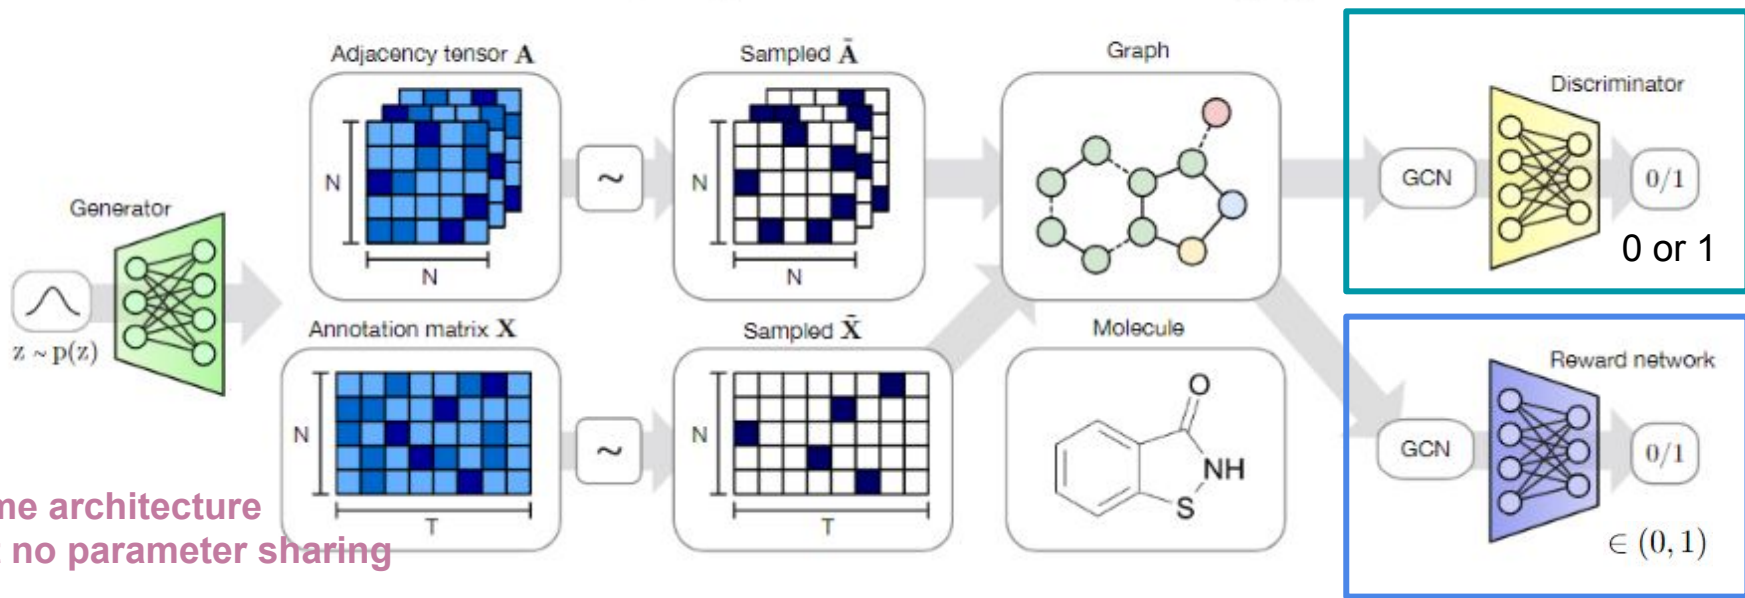 Adjacency tensor A
Sampled Ã
Graph
Discriminator
N
N
~
N
N
GCN
0/1
0 or 1
Generator
z ~ p(z)
Annotation matrix X
Sampled X̃
Molecule
Reward network
N
T
~
N
T
O
NH
S
GCN
0/1
∈ (0, 1)
architecture
no parameter sharing